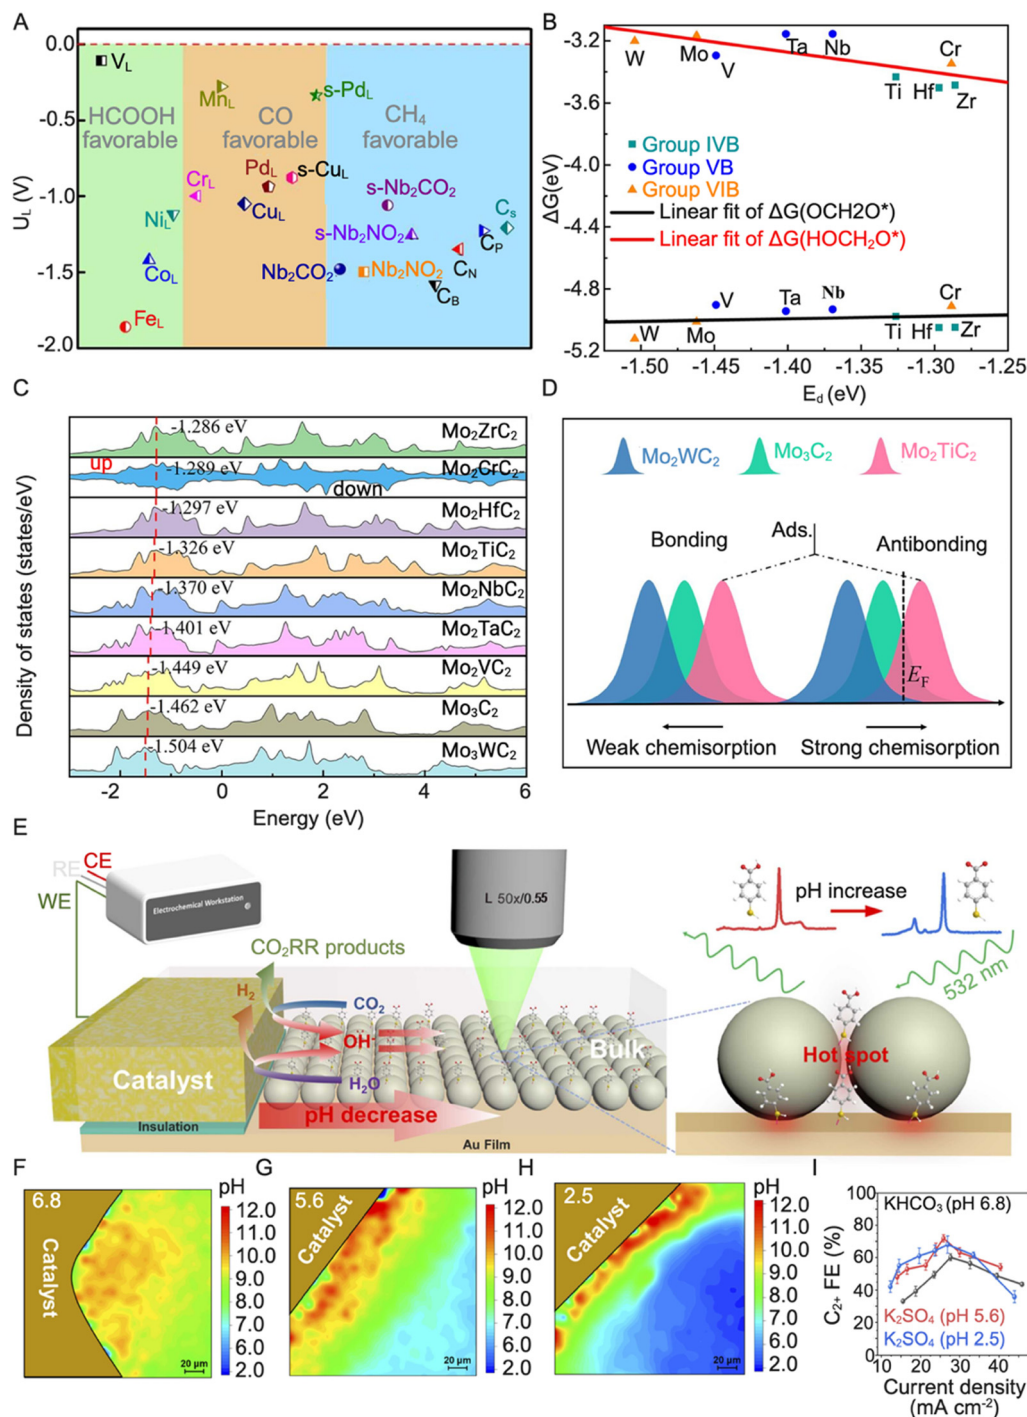 A
0.0
-0.5
-1.0
-1.5
-2.0
U_L (V)
V_L
Mn_L
s-Pd_L
HCOOH
favorable
CO
favorable
CH₄
favorable
Cr_L
Pd_L
s-Cu_L
Cu_L
Ni_L
Co_L
Fe_L
s-Nb₂CO₂
s-Nb₂NO₂
Nb₂CO₂
Nb₂NO₂
C_s
C_P
C_N
C_B
B
-3.2
-3.6
-4.0
-4.4
-4.8
-5.2
ΔG(eV)
W
Mo
V
Ta
Nb
Cr
Ti
Hf
Zr
Group IVB
Group VB
Group VIB
Linear fit of ΔG(OCH2O*)
Linear fit of ΔG(HOCH₂O*)
W
Mo
V
Ta
Nb
Cr
Ti
Hf
Zr
-1.50 -1.45 -1.40 -1.35 -1.30 -1.25
E_d (eV)
C
Density of states (states/eV)
-1.286 eV Mo₂ZrC₂
up -1.289 eV Mo₂CrC₂
down
-1.297 eV Mo₂HfC₂
-1.326 eV Mo₂TiC₂
-1.370 eV Mo₂NbC₂
-1.401 eV Mo₂TaC₂
-1.449 eV Mo₂VC₂
-1.462 eV Mo₃C₂
-1.504 eV Mo₃WC₂
-2 0 2 4 6
Energy (eV)
D
Mo₂WC₂ Mo₃C₂ Mo₂TiC₂
Ads.
Bonding
Antibonding
E_F
Weak chemisorption
Strong chemisorption
E
RE
CE
WE
Electrochemical Workstation
L 50x/0.55
CO₂RR products
H₂
CO₂
OH⁻
H₂O
Catalyst
Bulk
pH decrease
Insulation
Au Film
pH increase
532 nm
Hot spot
F
6.8
Catalyst
20 μm
pH
12.0
11.0
10.0
9.0
8.0
7.0
6.0
5.0
4.0
3.0
2.0
G
5.6
Catalyst
20 μm
pH
12.0
11.0
10.0
9.0
8.0
7.0
6.0
5.0
4.0
3.0
2.0
H
2.5
Catalyst
20 μm
pH
12.0
11.0
10.0
9.0
8.0
7.0
6.0
5.0
4.0
3.0
2.0
I
100
80
60
40
20
0
C₂₊ FE (%)
KHCO₃ (pH 6.8)
K₂SO₄ (pH 5.6)
K₂SO₄ (pH 2.5)
10 20 30 40
Current density
(mA cm⁻²)